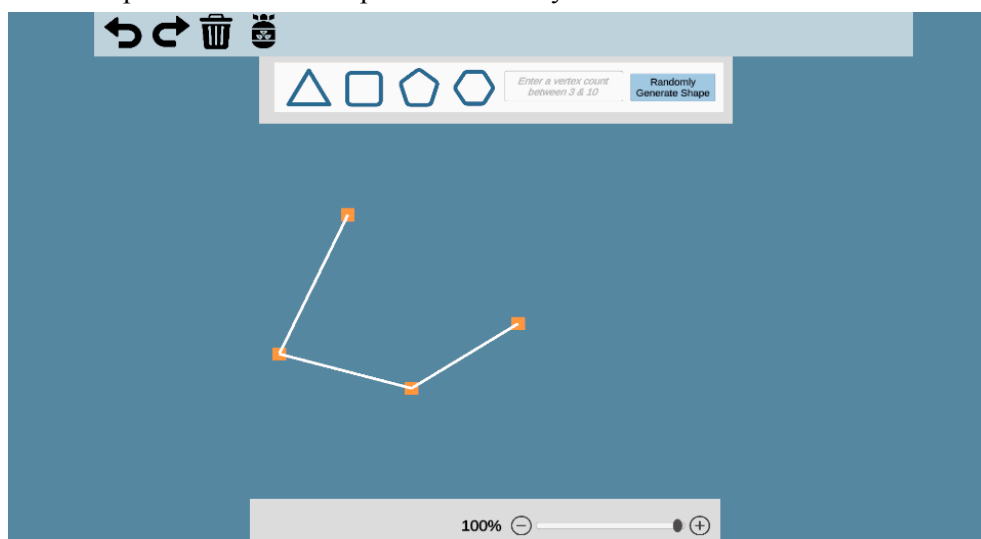 Enter a vertex count
between 3 & 10
Randomly
Generate Shape
100%